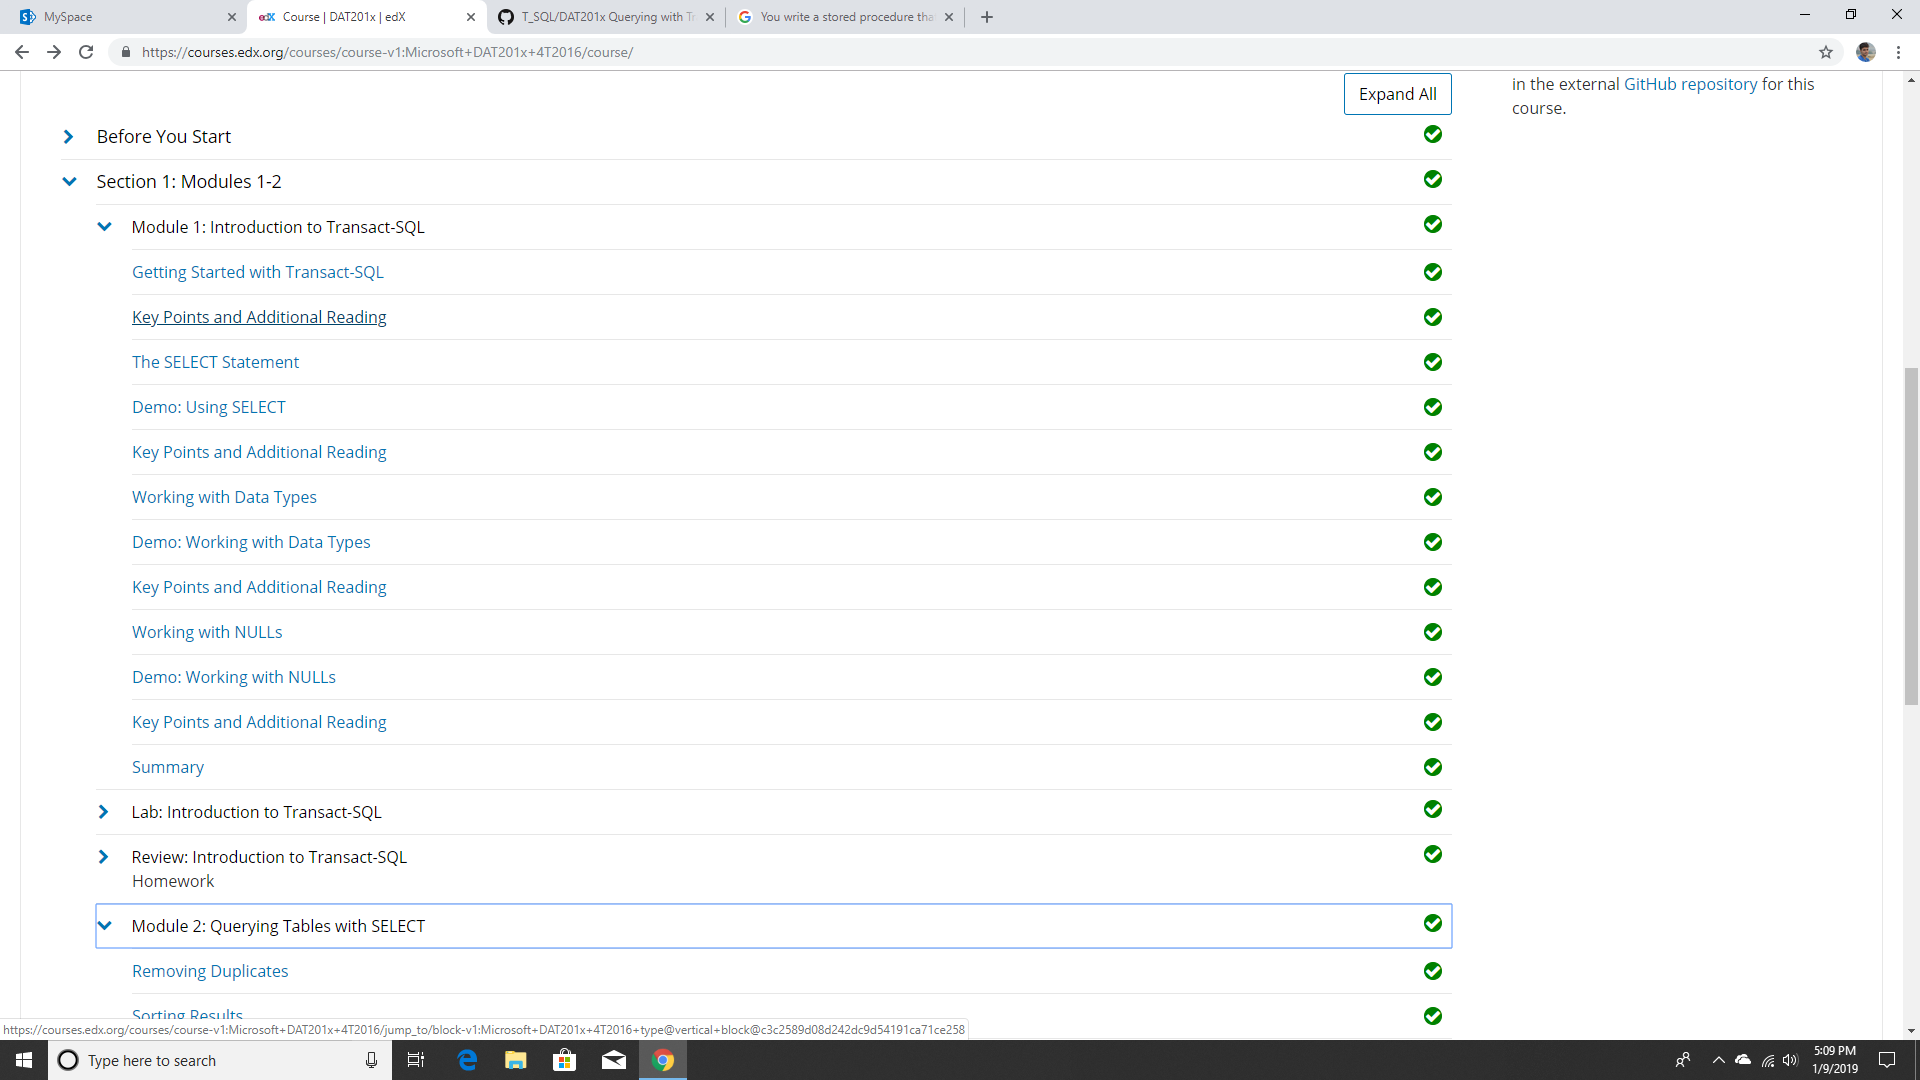 MySpace
edX Course | DAT201x | edX
T_SQL/DAT201x Querying with Tr
You write a stored procedure tha
https://courses.edx.org/courses/course-v1:Microsoft+DAT201x+4T2016/course/
Expand All
in the external GitHub repository for this
course.
Before You Start
Section 1: Modules 1-2
Module 1: Introduction to Transact-SQL
Getting Started with Transact-SQL
Key Points and Additional Reading
The SELECT Statement
Demo: Using SELECT
Key Points and Additional Reading
Working with Data Types
Demo: Working with Data Types
Key Points and Additional Reading
Working with NULLs
Demo: Working with NULLs
Key Points and Additional Reading
Summary
Lab: Introduction to Transact-SQL
Review: Introduction to Transact-SQL
Homework
Module 2: Querying Tables with SELECT
Removing Duplicates
Sorting Results
https://courses.edx.org/courses/course-v1:Microsoft+DAT201x+4T2016/jump_to/block-v1:Microsoft+DAT201x+4T2016+type@vertical+block@c3c2589d08d242dc9d54191ca71ce258
Type here to search
5:09 PM
1/9/2019